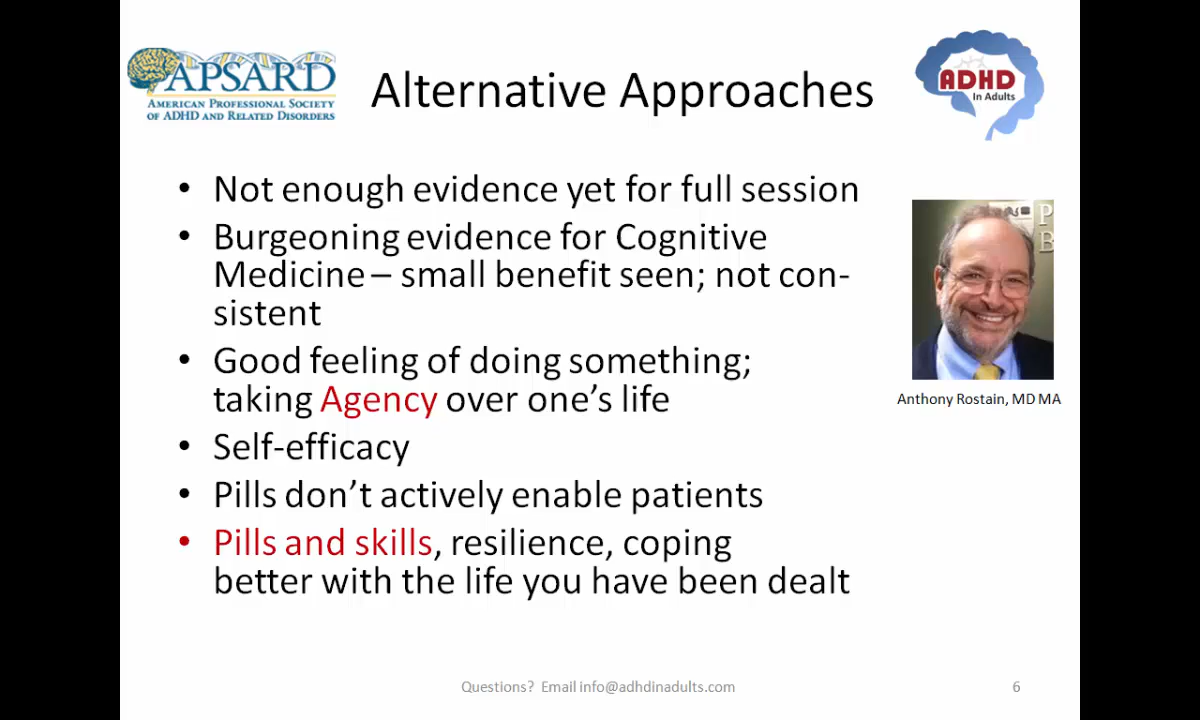 APSARD
AMERICAN PROFESSIONAL SOCIETY
OF ADHD AND RELATED DISORDERS
Alternative Approaches
ADHD
In Adults
• Not enough evidence yet for full session
• Burgeoning evidence for Cognitive
Medicine – small benefit seen; not con-
sistent
• Good feeling of doing something;
taking Agency over one’s life
• Self-efficacy
• Pills don’t actively enable patients
• Pills and skills, resilience, coping
better with the life you have been dealt
P
B
Anthony Rostain, MD MA
Questions? Email info@adhdinadults.com
6